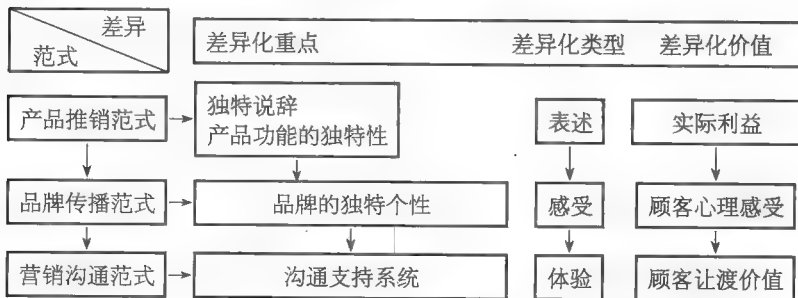 差异
范式
差异化重点 差异化类型 差异化价值
产品推销范式
独特说辞
产品功能的独特性
表述
实际利益
品牌传播范式
品牌的独特个性
感受
顾客心理感受
营销沟通范式
沟通支持系统
体验
顾客让渡价值